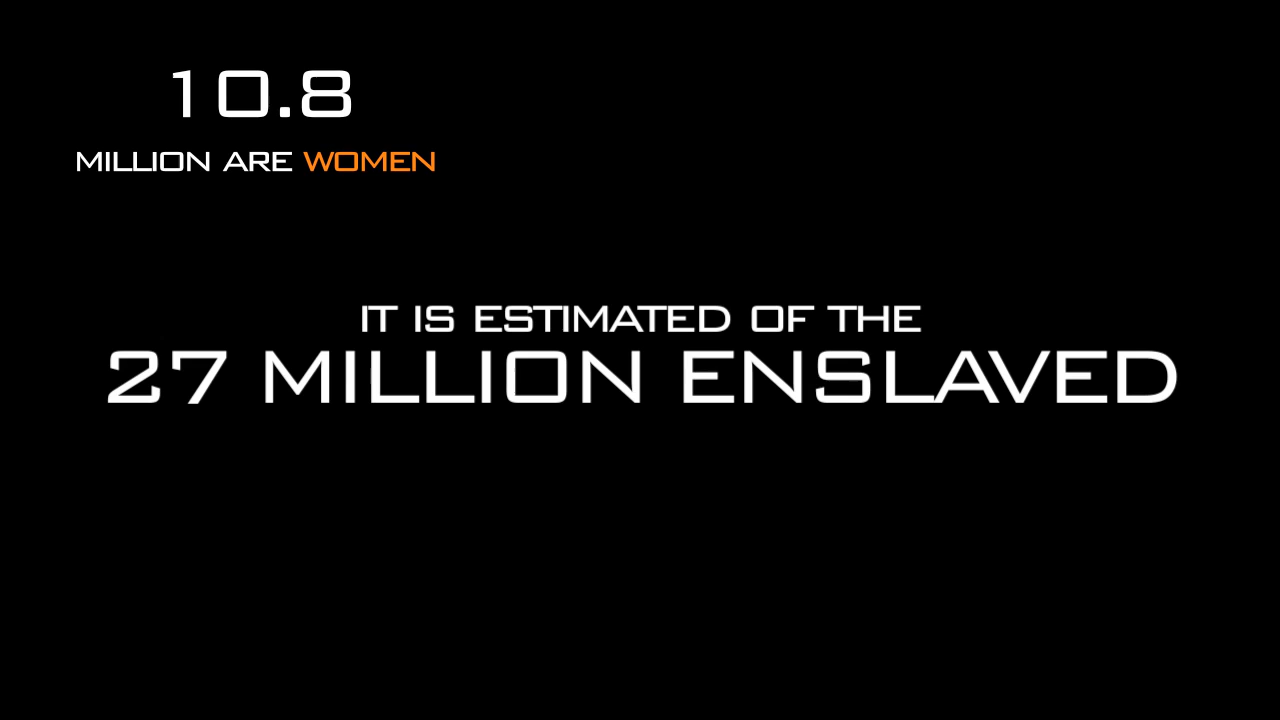 10.8
MILLION ARE WOMEN
IT IS ESTIMATED OF THE
27 MILLION ENSLAVED